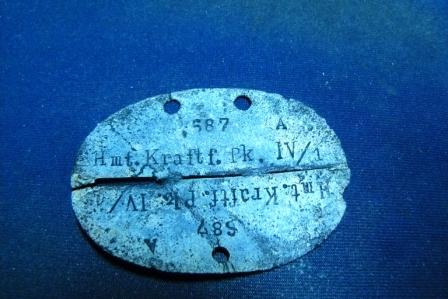 587 A
Hmt. Kraftf. Pk. IV/1
Hmt. Kraftf. Pk. IV/1
587 A